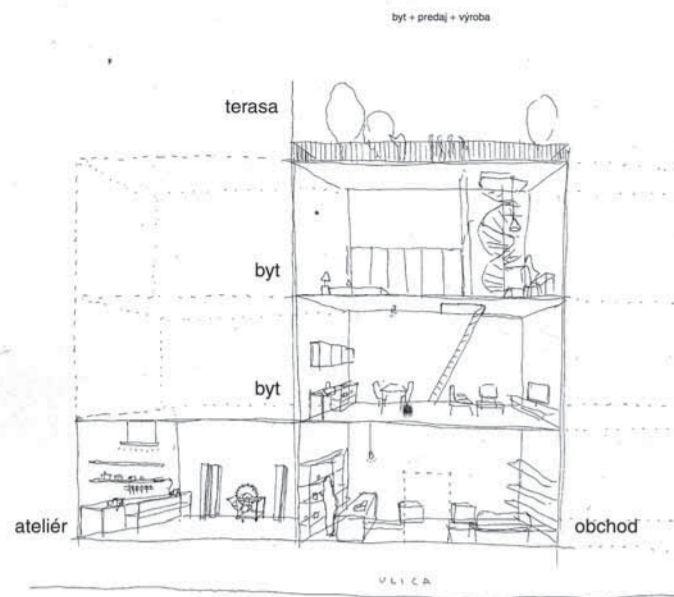 byt + predaj + výroba
terasa
byt
byt
ateliér
obchod
ULICA